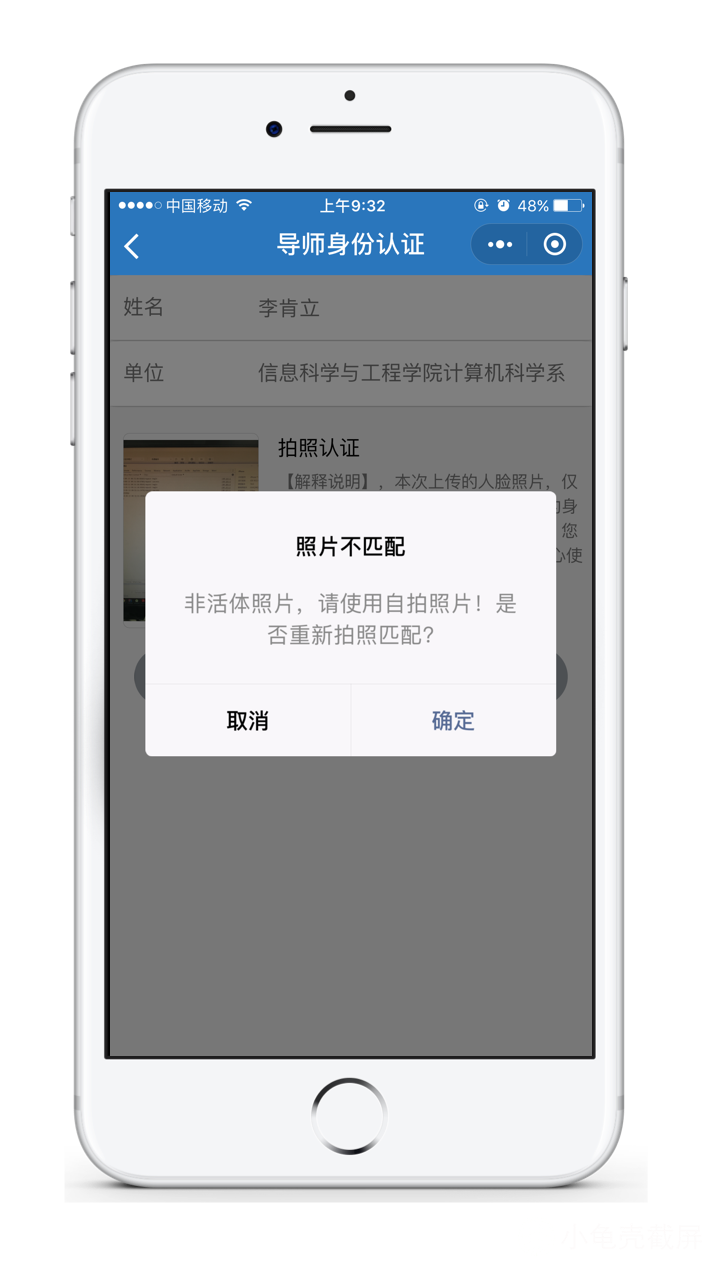 中国移动 上午9:32 48%
导师身份认证
姓名 李肯立
单位 信息科学与工程学院计算机科学系
拍照认证
【解释说明】，本次上传的人脸照片，仅
身
您
心使
照片不匹配
非活体照片，请使用自拍照片！是
否重新拍照匹配？
取消 确定